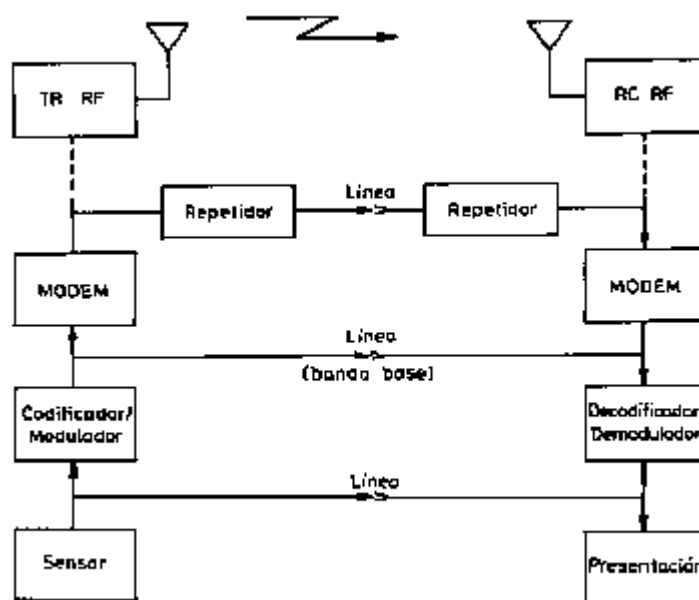 TR RF
RC RF
Línea
Repetidor
Repetidor
MODEM
MODEM
Línea
(banda base)
Codificador/
Modulador
Decodificador
Demodulador
Línea
Sensor
Presentación